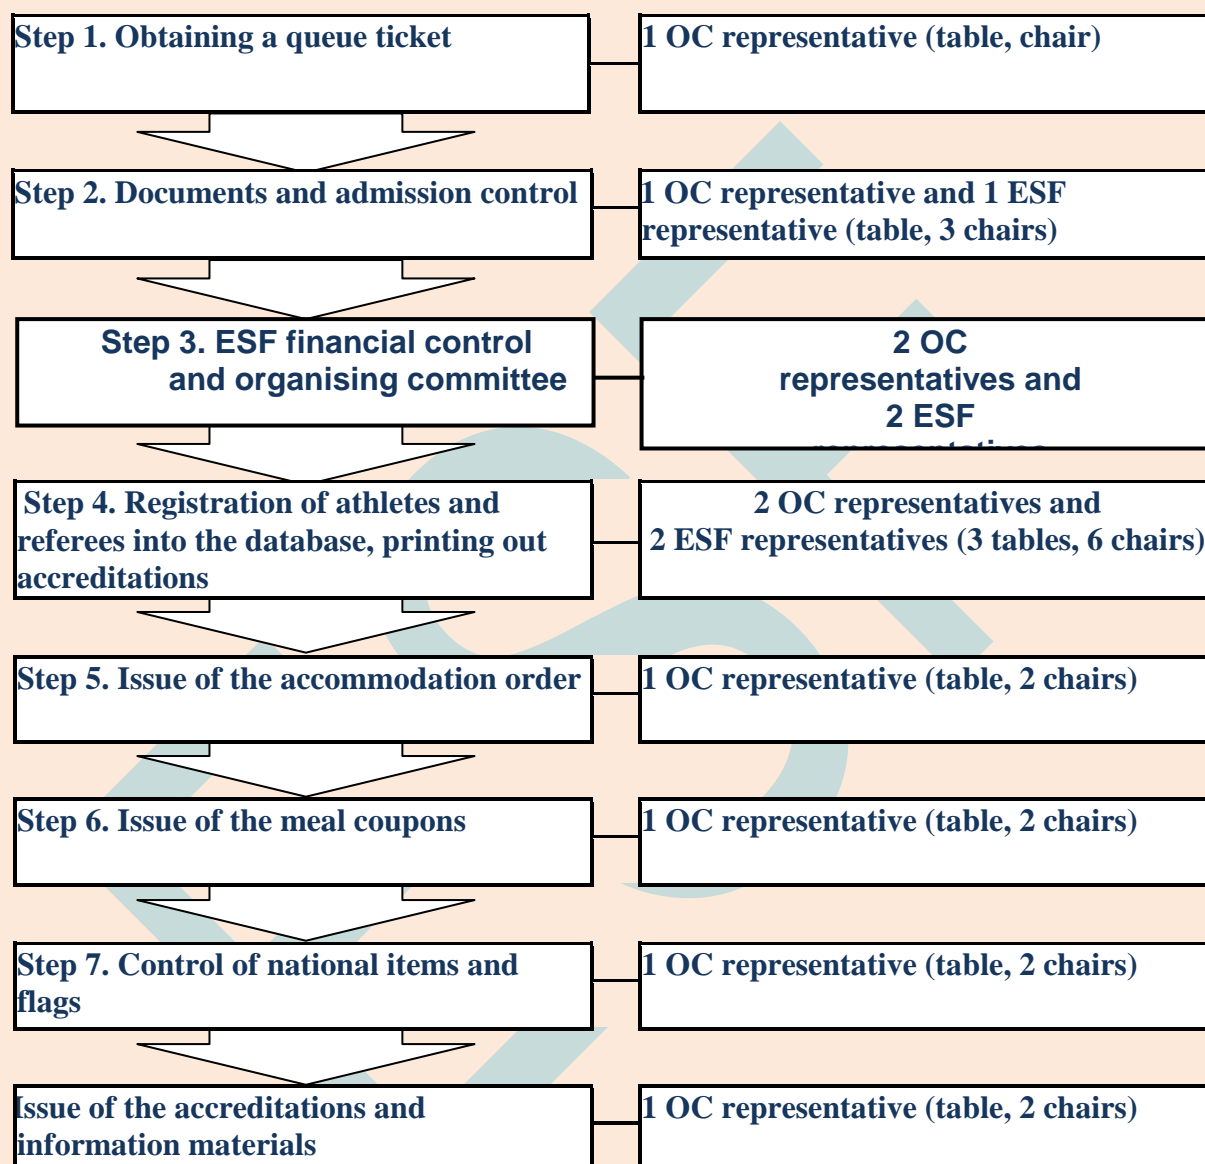 Step 1. Obtaining a queue ticket
1 OC representative (table, chair)
Step 2. Documents and admission control
1 OC representative and 1 ESF
representative (table, 3 chairs)
Step 3. ESF financial control
and organising committee
2 OC
representatives and
2 ESF
Step 4. Registration of athletes and
referees into the database, printing out
accreditations
2 OC representatives and
2 ESF representatives (3 tables, 6 chairs)
Step 5. Issue of the accommodation order
1 OC representative (table, 2 chairs)
Step 6. Issue of the meal coupons
1 OC representative (table, 2 chairs)
Step 7. Control of national items and
flags
1 OC representative (table, 2 chairs)
Issue of the accreditations and
information materials
1 OC representative (table, 2 chairs)